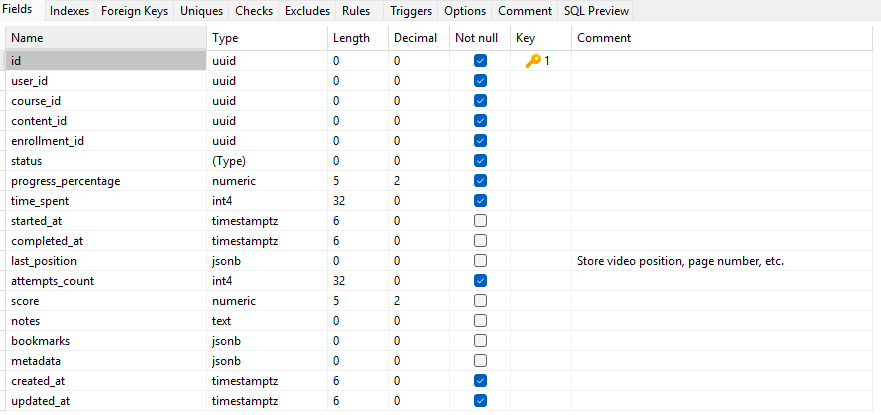 Fields Indexes Foreign Keys Uniques Checks Excludes Rules Triggers Options Comment SQL Preview
Name Type Length Decimal Not null Key Comment
id uuid 0 0 1
user_id uuid 0 0
course_id uuid 0 0
content_id uuid 0 0
enrollment_id uuid 0 0
status (Type) 0 0
progress_percentage numeric 5 2
time_spent int4 32 0
started_at timestamptz 6 0
completed_at timestamptz 6 0
last_position jsonb 0 0 Store video position, page number, etc.
attempts_count int4 32 0
score numeric 5 2
notes text 0 0
bookmarks jsonb 0 0
metadata jsonb 0 0
created_at timestamptz 6 0
updated_at timestamptz 6 0